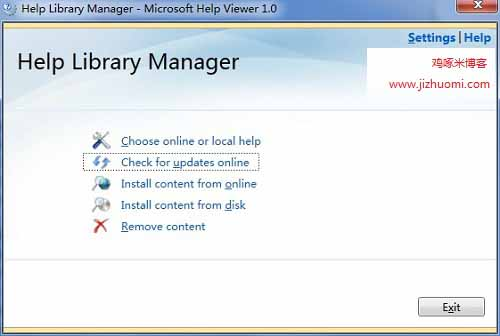 Help Library Manager - Microsoft Help Viewer 1.0
Settings | Help
Help Library Manager
鸡啄米博客
www.jizhuomi.com
Choose online or local help
Check for updates online
Install content from online
Install content from disk
Remove content
Exit